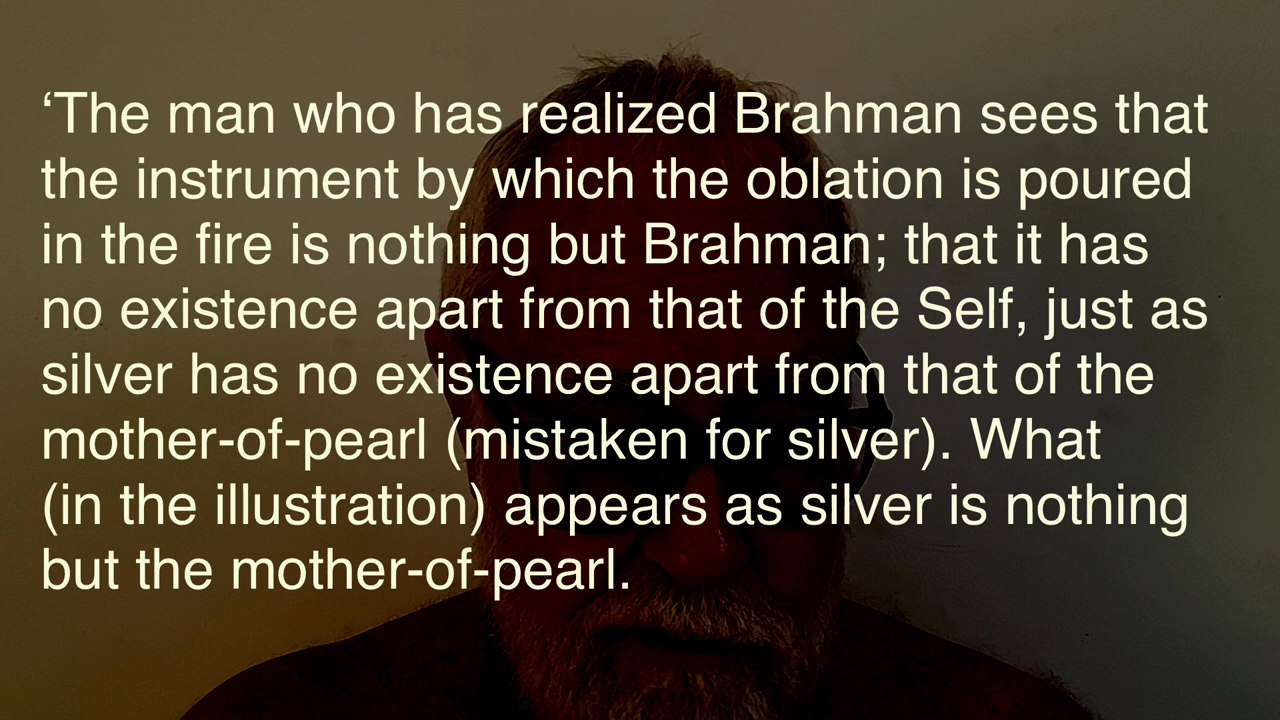 ‘The man who has realized Brahman sees that
the instrument by which the oblation is poured
in the fire is nothing but Brahman; that it has
no existence apart from that of the Self, just as
silver has no existence apart from that of the
mother-of-pearl (mistaken for silver). What
(in the illustration) appears as silver is nothing
but the mother-of-pearl.